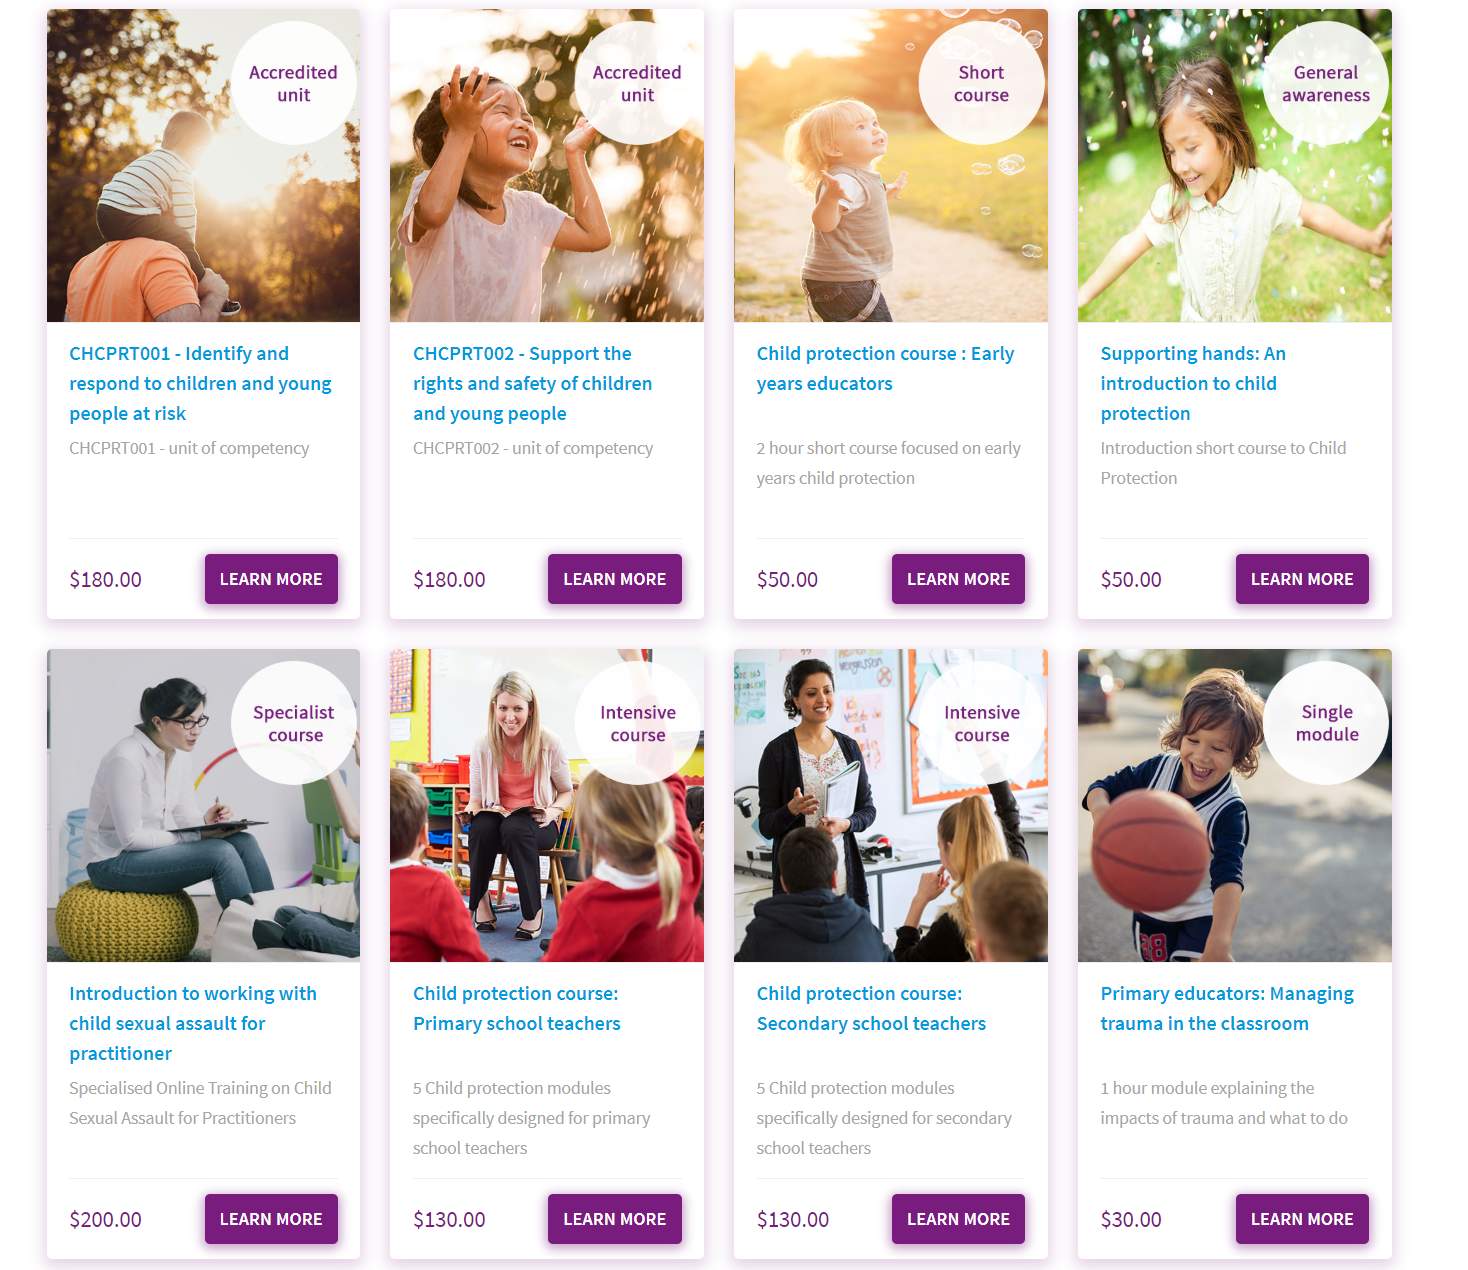 Accredited
unit
Accredited
unit
Short
course
General
awareness
CHCPRT001 - Identify and
respond to children and young
people at risk
CHCPRT001 - unit of competency
$180.00
LEARN MORE
CHCPRT002 - Support the
rights and safety of children
and young people
CHCPRT002 - unit of competency
$180.00
LEARN MORE
Child protection course : Early
years educators
2 hour short course focused on early
years child protection
$50.00
LEARN MORE
Supporting hands: An
introduction to child
protection
Introduction short course to Child
Protection
$50.00
LEARN MORE
Specialist
course
Intensive
course
Intensive
course
Single
module
Introduction to working with
child sexual assault for
practitioner
Specialised Online Training on Child
Sexual Assault for Practitioners
$200.00
LEARN MORE
Child protection course:
Primary school teachers
5 Child protection modules
specifically designed for primary
school teachers
$130.00
LEARN MORE
Child protection course:
Secondary school teachers
5 Child protection modules
specifically designed for secondary
school teachers
$130.00
LEARN MORE
Primary educators: Managing
trauma in the classroom
1 hour module explaining the
impacts of trauma and what to do
$30.00
LEARN MORE